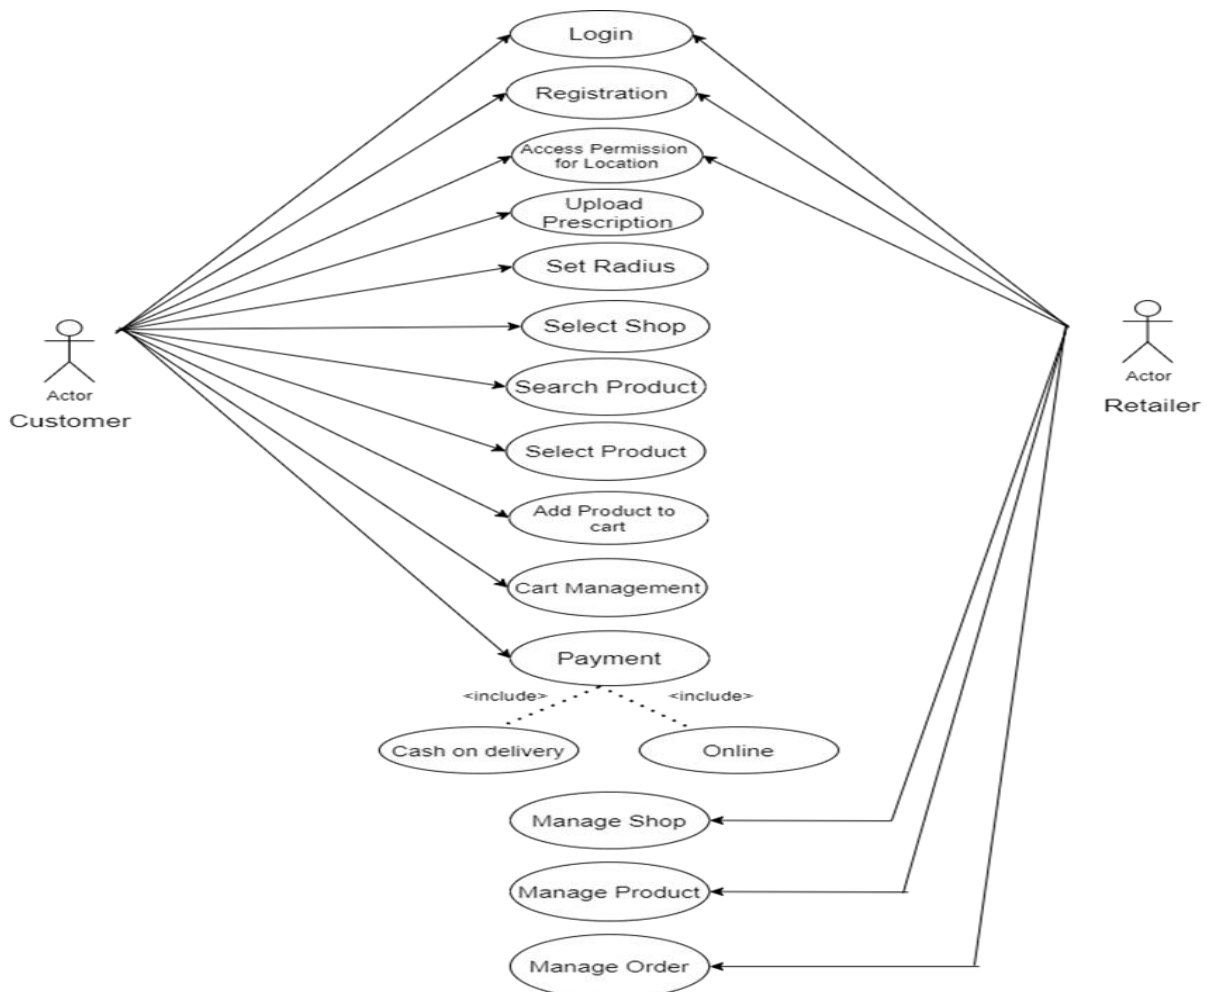 Login
Registration
Access Permission
for Location
Upload
Prescription
Set Radius
Select Shop
Search Product
Select Product
Add Product to
cart
Cart Management
Payment
<include>
<include>
Cash on delivery
Online
Manage Shop
Manage Product
Manage Order
Actor
Customer
Actor
Retailer